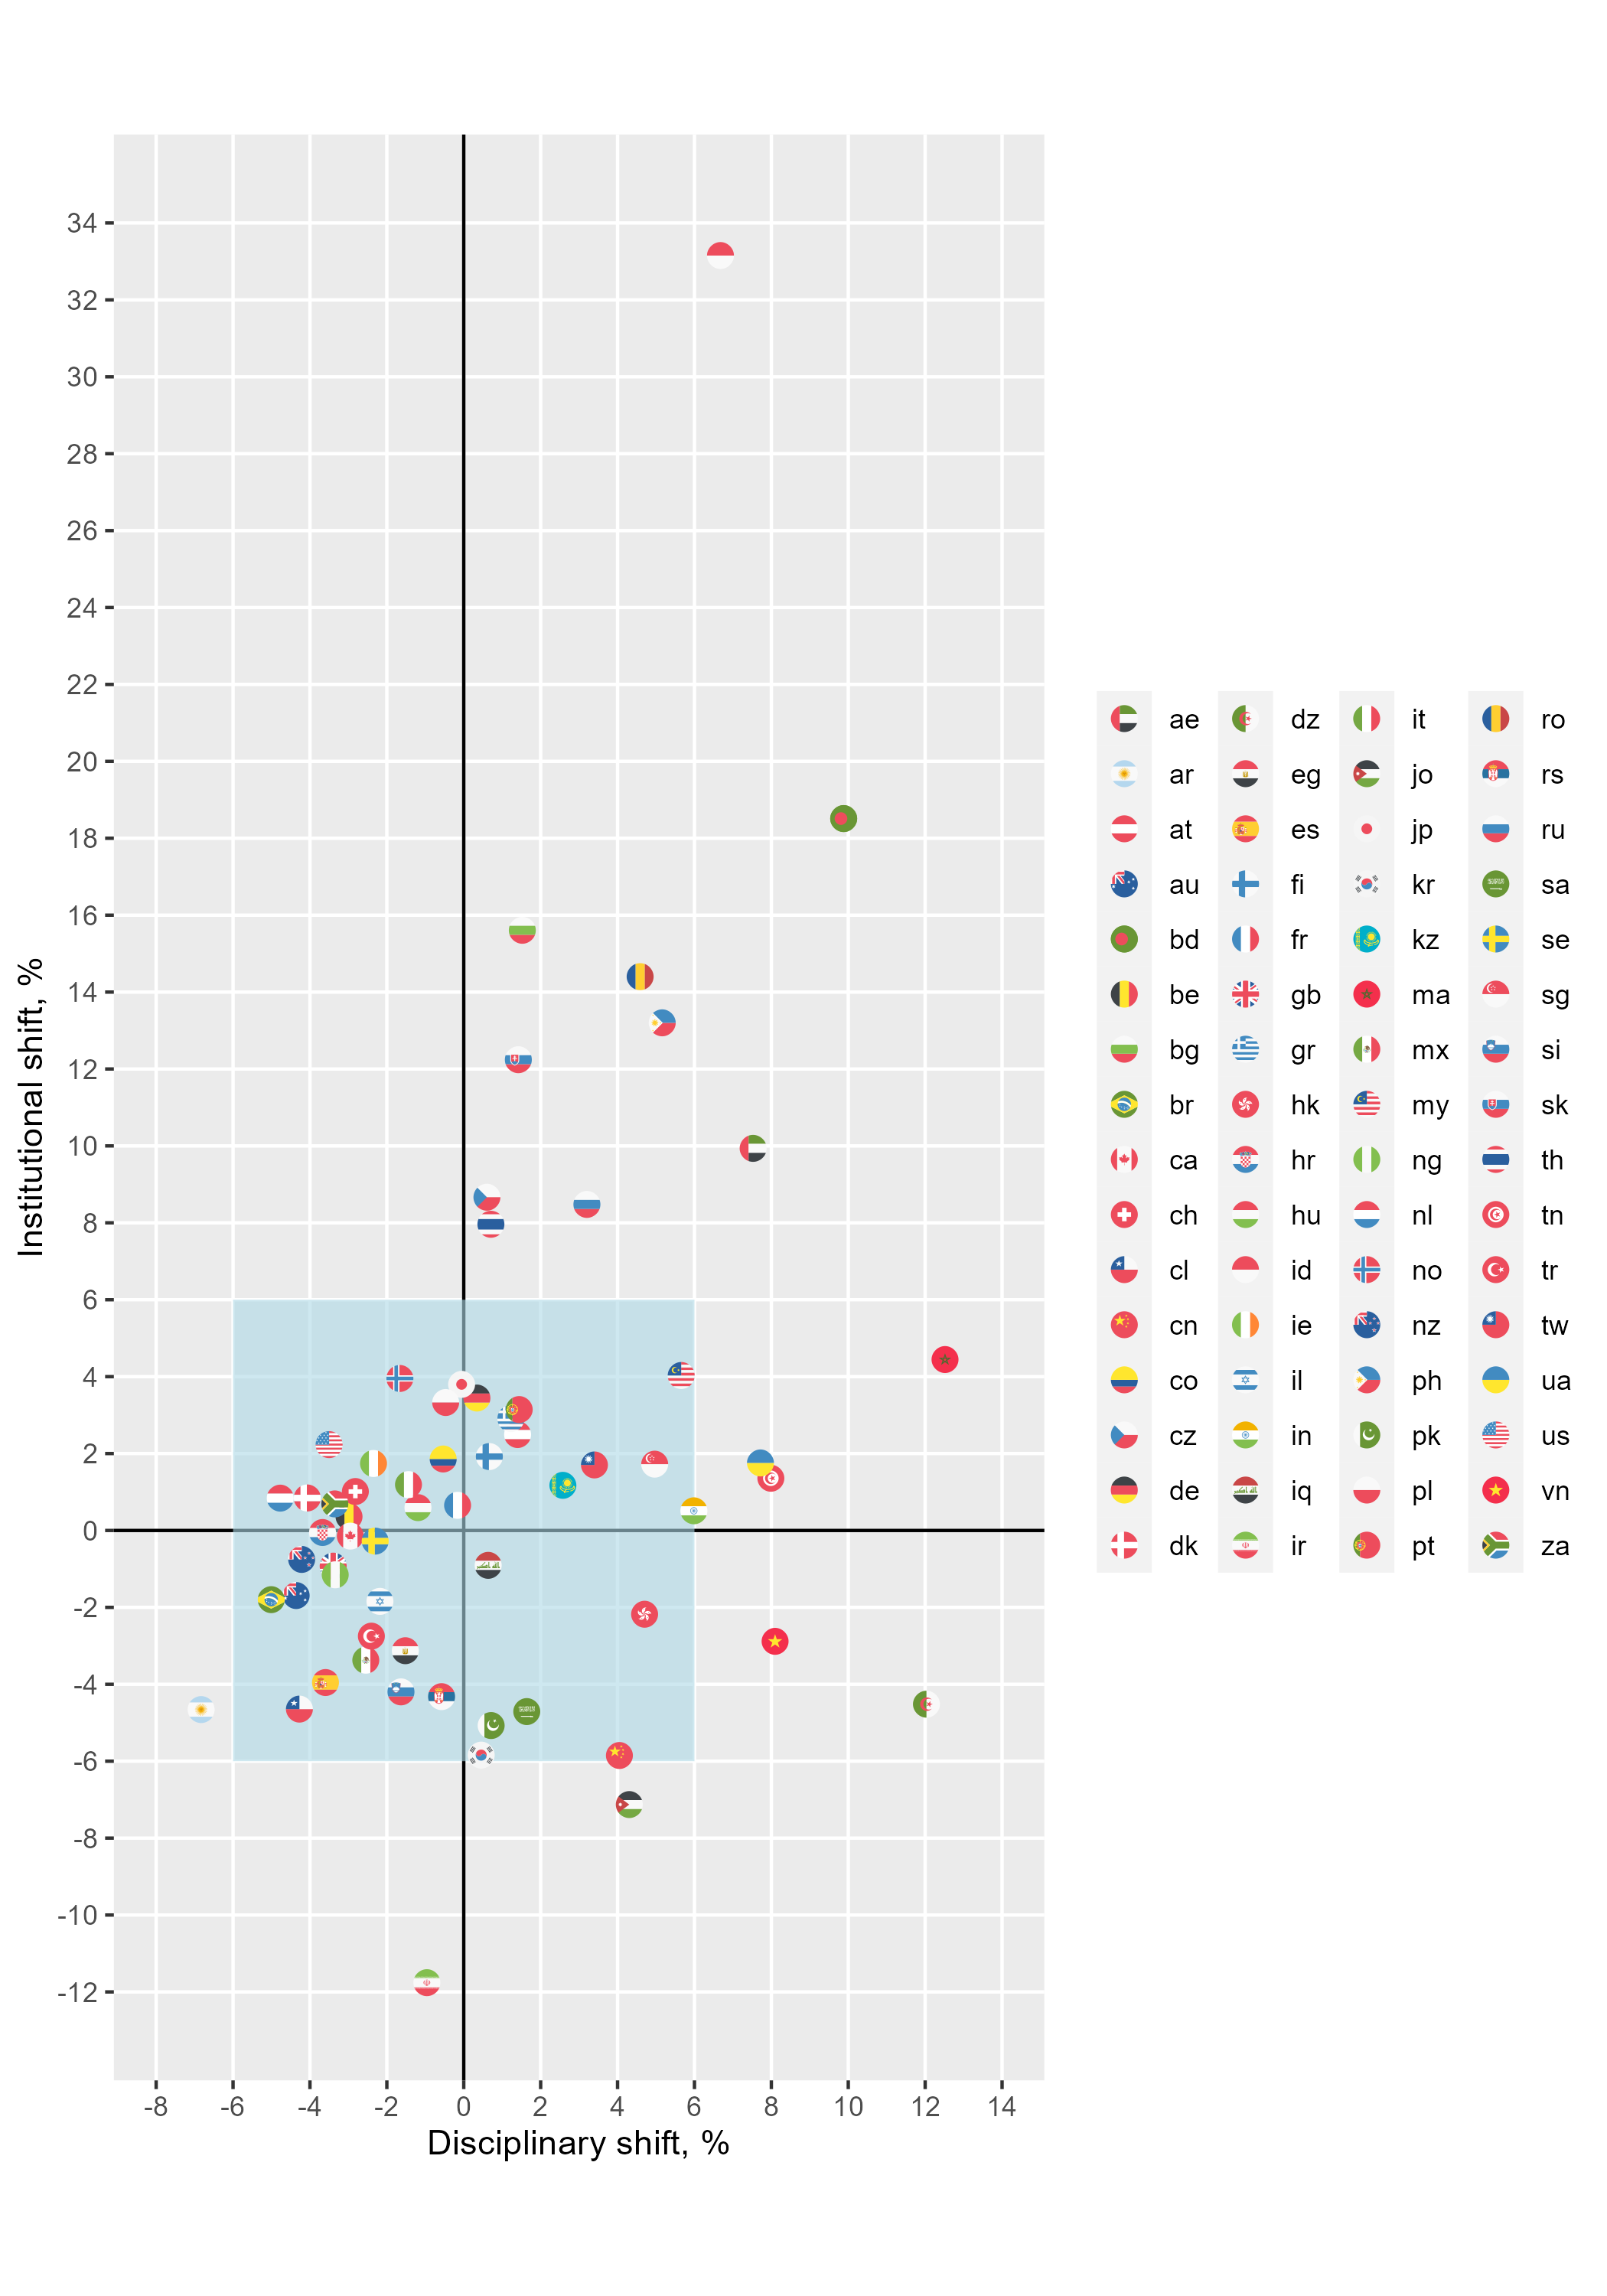 34
32
30
28
26
24
22
20
18
16
14
12
10
8
6
4
2
0
-2
-4
-6
-8
-10
-12
Institutional shift, %
-8 -6 -4 -2 0 2 4 6 8 10 12 14
Disciplinary shift, %
ae dz it ro
ar eg jo rs
at es jp ru
au fi kr sa
bd fr kz se
be gb ma sg
bg gr mx si
br hk my sk
ca hr ng th
ch hu nl tn
cl id no tr
cn ie nz tw
co il ph ua
cz in pk us
de iq pl vn
dk ir pt za